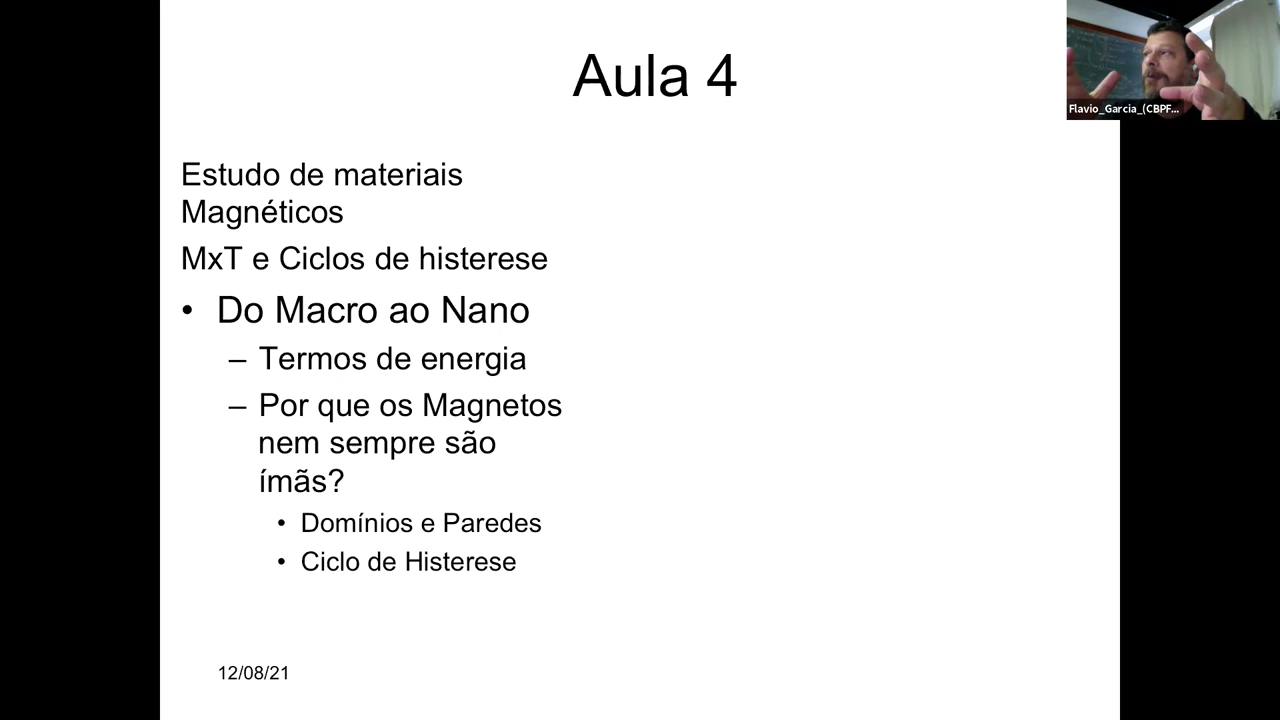 Aula 4
Flavio_Garcia_(CBPF...
Estudo de materiais
Magnéticos
MxT e Ciclos de histerese
• Do Macro ao Nano
– Termos de energia
– Por que os Magnetos
nem sempre são
ímãs?
• Domínios e Paredes
• Ciclo de Histerese
12/08/21